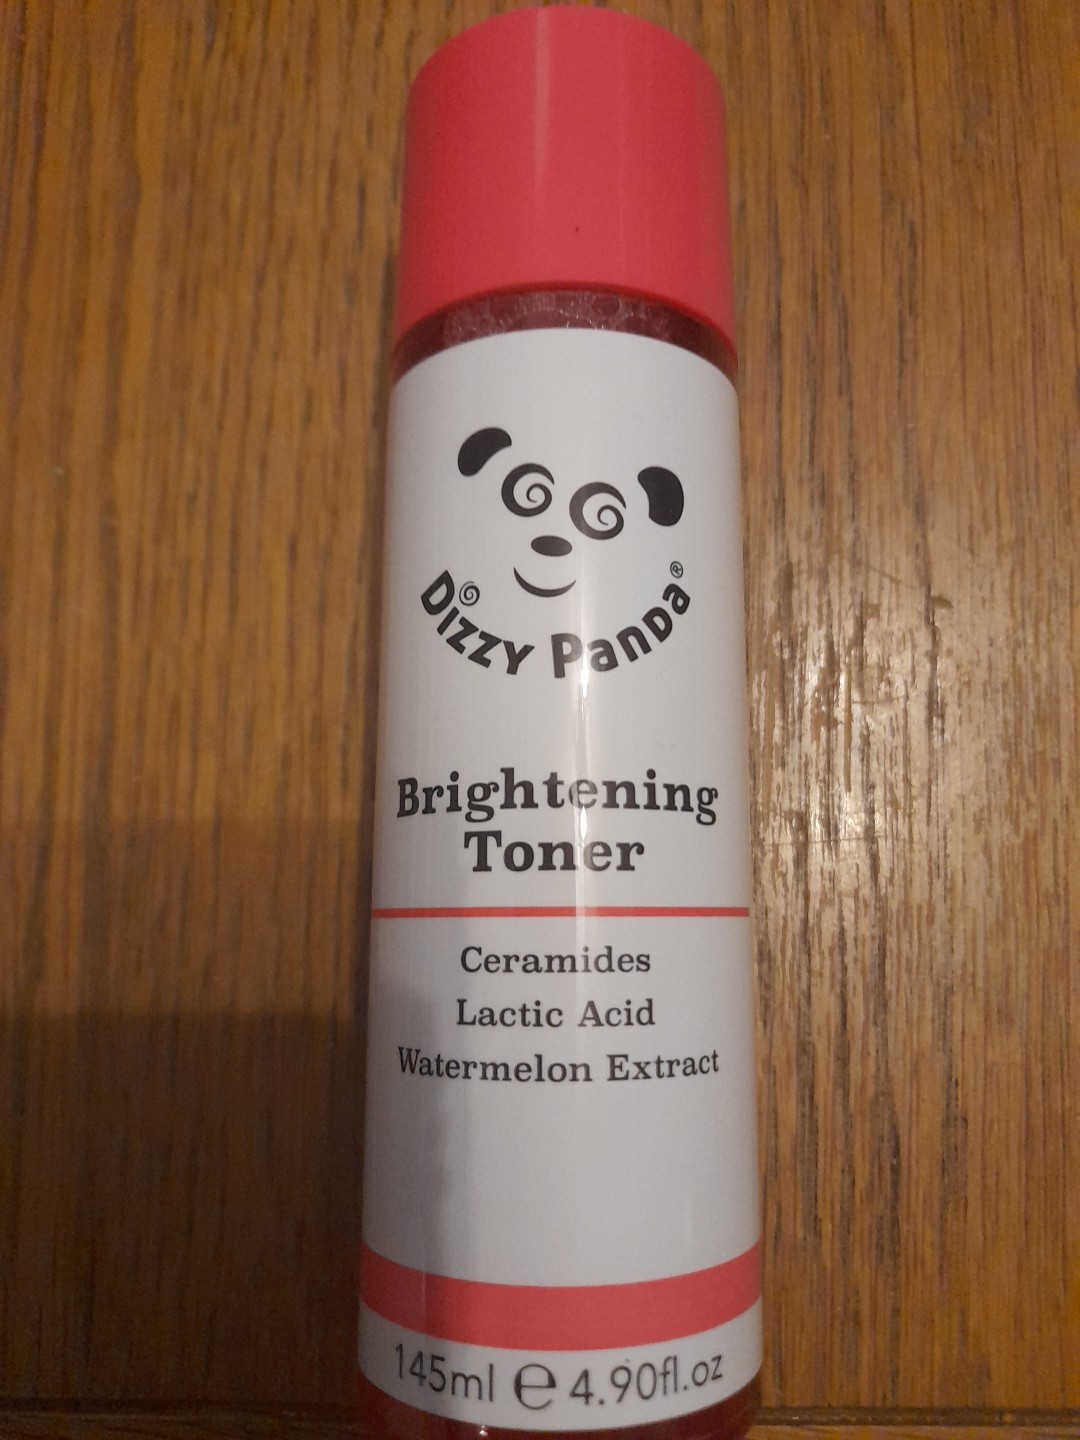 Dizzy Panda®
Brightening
Toner
Ceramides
Lactic Acid
Watermelon Extract
145ml ℮ 4.90fl.oz